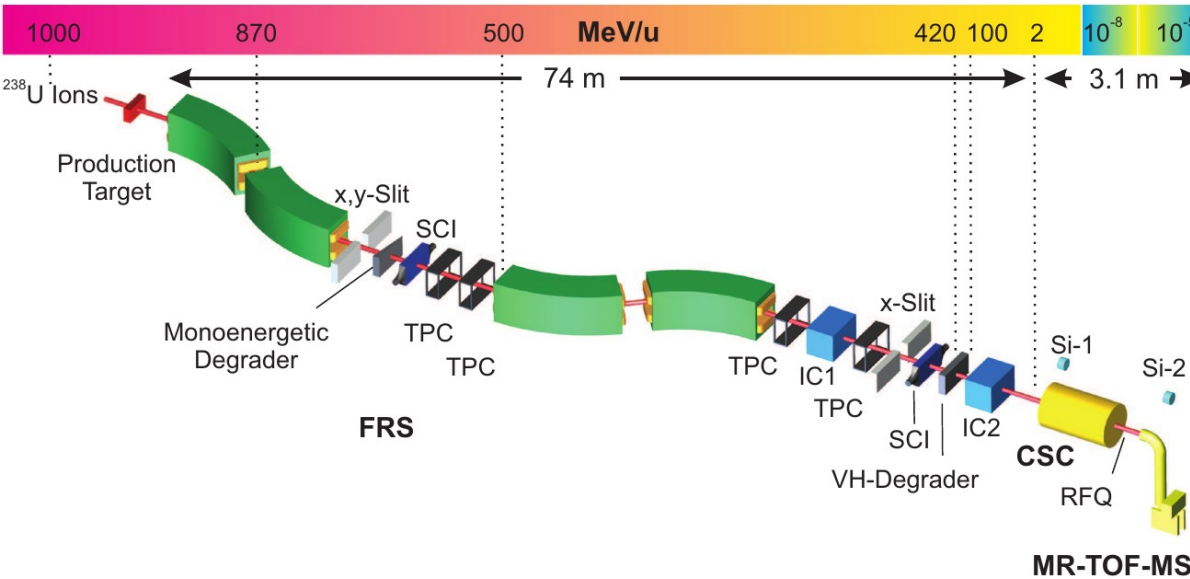 1000 870 500 MeV/u 420 100 2 10⁻⁸
74 m 3.1 m
²³⁸U Ions
Production
Target
x,y-Slit
SCI
Monoenergetic
Degrader
TPC
TPC
FRS
TPC
IC1
TPC
x-Slit
SCI
IC2
VH-Degrader
Si-1
Si-2
CSC
RFQ
MR-TOF-MS